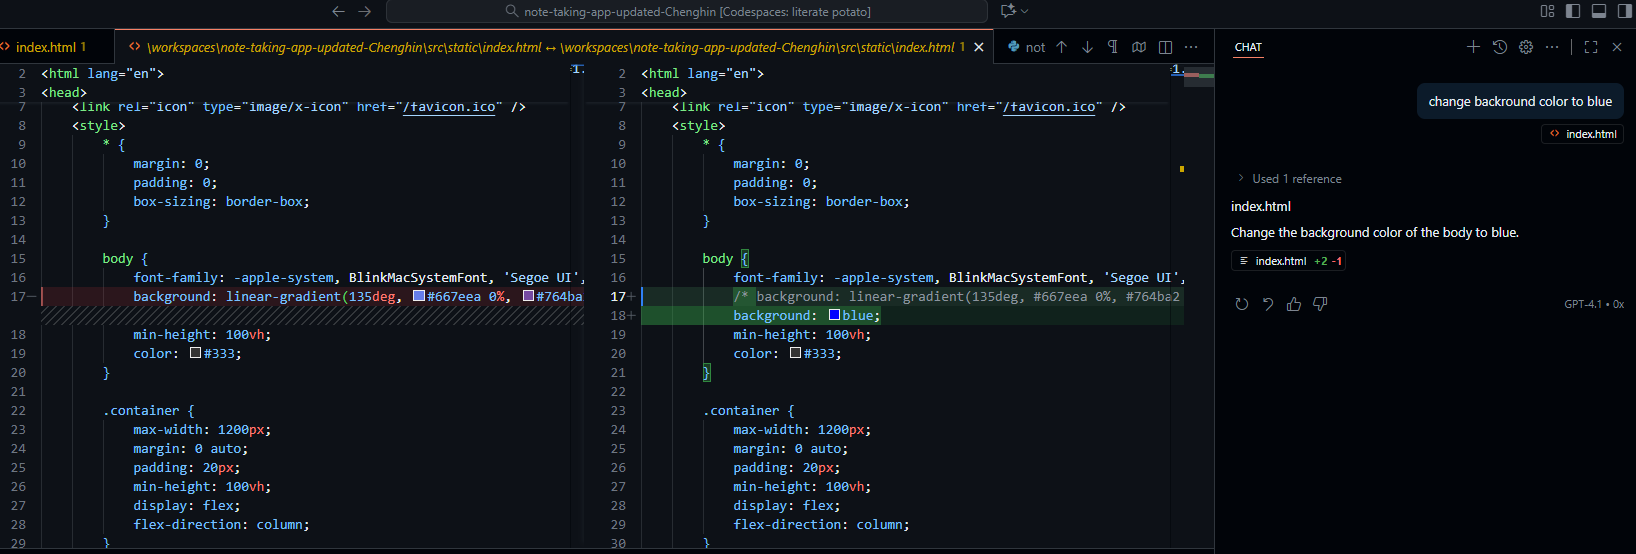 note-taking-app-updated-Chenghin [Codespaces: literate potato]
index.html 1
\workspaces\note-taking-app-updated-Chenghin\src\static\index.html ↔ \workspaces\note-taking-app-updated-Chenghin\src\static\index.html 1
not
2 <html lang="en">
3 <head>
7 <link rel="icon" type="image/x-icon" href="/favicon.ico" />
8 <style>
9 * {
10 margin: 0;
11 padding: 0;
12 box-sizing: border-box;
13 }
14
15 body {
16 font-family: -apple-system, BlinkMacSystemFont, 'Segoe UI',
17 background: linear-gradient(135deg, #667eea 0%, #764ba
18 min-height: 100vh;
19 color: #333;
20 }
21
22 .container {
23 max-width: 1200px;
24 margin: 0 auto;
25 padding: 20px;
26 min-height: 100vh;
27 display: flex;
28 flex-direction: column;
29 }
2 <html lang="en">
3 <head>
7 <link rel="icon" type="image/x-icon" href="/favicon.ico" />
8 <style>
9 * {
10 margin: 0;
11 padding: 0;
12 box-sizing: border-box;
13 }
14
15 body {
16 font-family: -apple-system, BlinkMacSystemFont, 'Segoe UI',
17+ /* background: linear-gradient(135deg, #667eea 0%, #764ba2
18+ background: blue;
19 min-height: 100vh;
20 color: #333;
21 }
22
23 .container {
24 max-width: 1200px;
25 margin: 0 auto;
26 padding: 20px;
27 min-height: 100vh;
28 display: flex;
29 flex-direction: column;
30 }
CHAT
change backround color to blue
index.html
Used 1 reference
index.html
Change the background color of the body to blue.
index.html +2 -1
GPT-4.1 • 0x